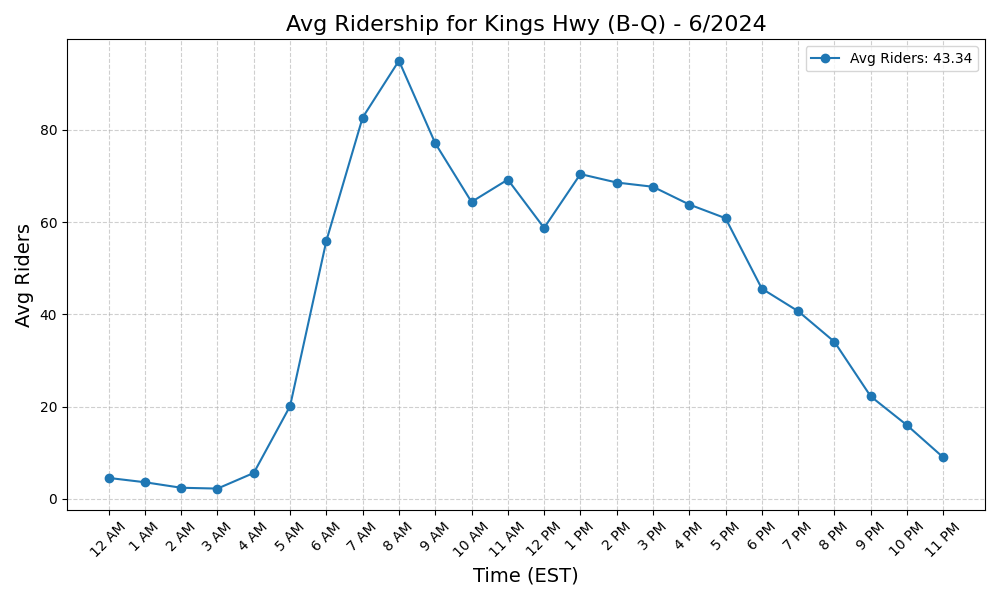 Avg Ridership for Kings Hwy (B-Q) - 6/2024
Avg Riders: 43.34
Avg Riders
80
60
40
20
0
12 AM
1 AM
2 AM
3 AM
4 AM
5 AM
6 AM
7 AM
8 AM
9 AM
10 AM
11 AM
12 PM
1 PM
2 PM
3 PM
4 PM
5 PM
6 PM
7 PM
8 PM
9 PM
10 PM
11 PM
Time (EST)